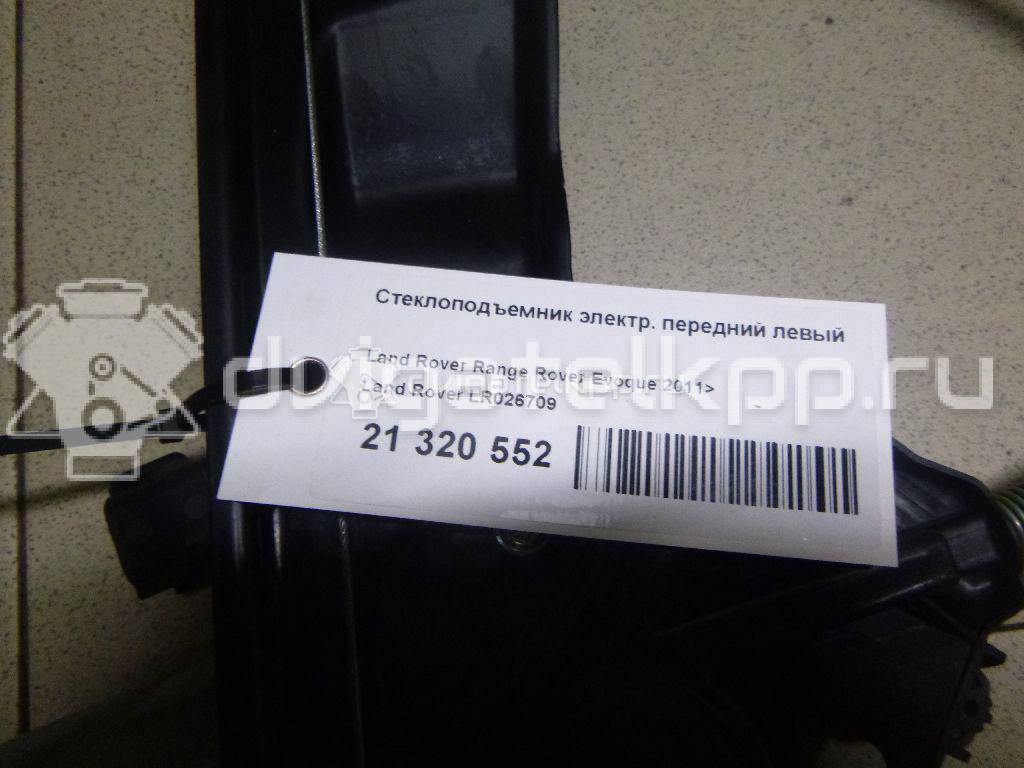 Стеклоподъемник электр. передний левый
Land Rover Range Rover Evoque 2011>
Land Rover LR026709
21 320 552
dvigatelkpp.ru